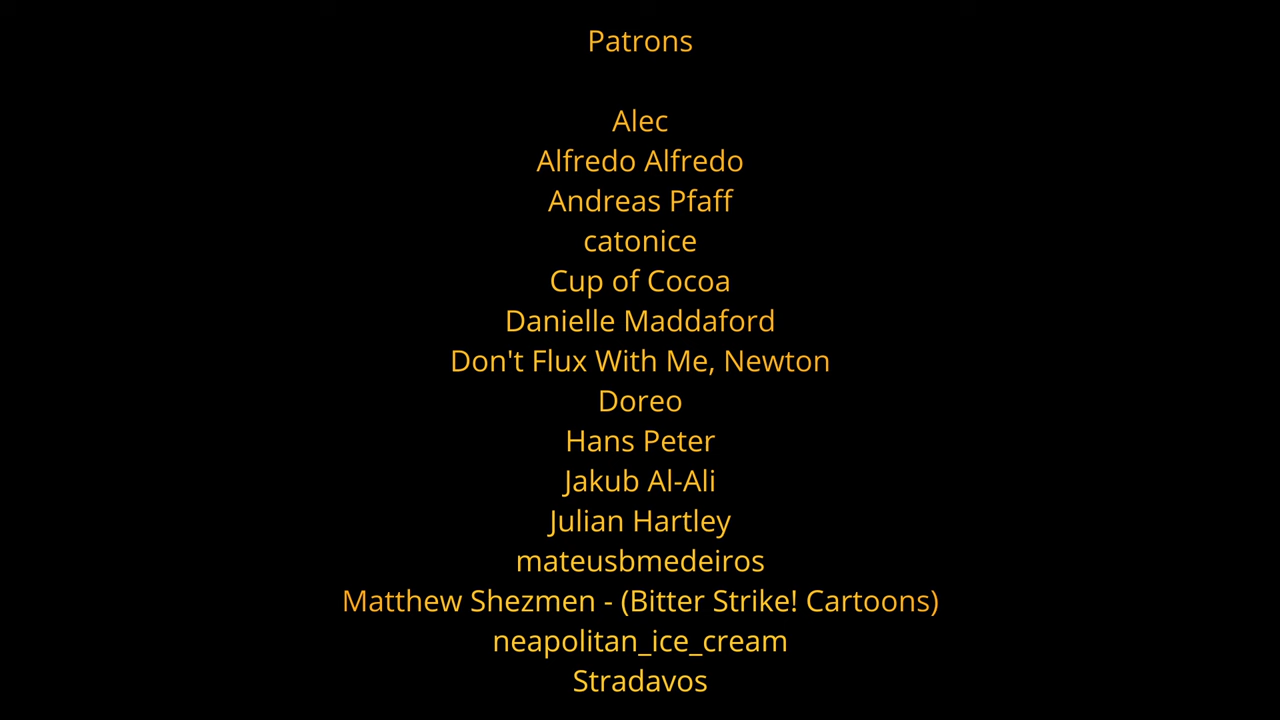 Patrons
Alec
Alfredo Alfredo
Andreas Pfaff
catonice
Cup of Cocoa
Danielle Maddaford
Don't Flux With Me, Newton
Doreo
Hans Peter
Jakub Al-Ali
Julian Hartley
mateusbmedeiros
Matthew Shezmen - (Bitter Strike! Cartoons)
neapolitan_ice_cream
Stradavos